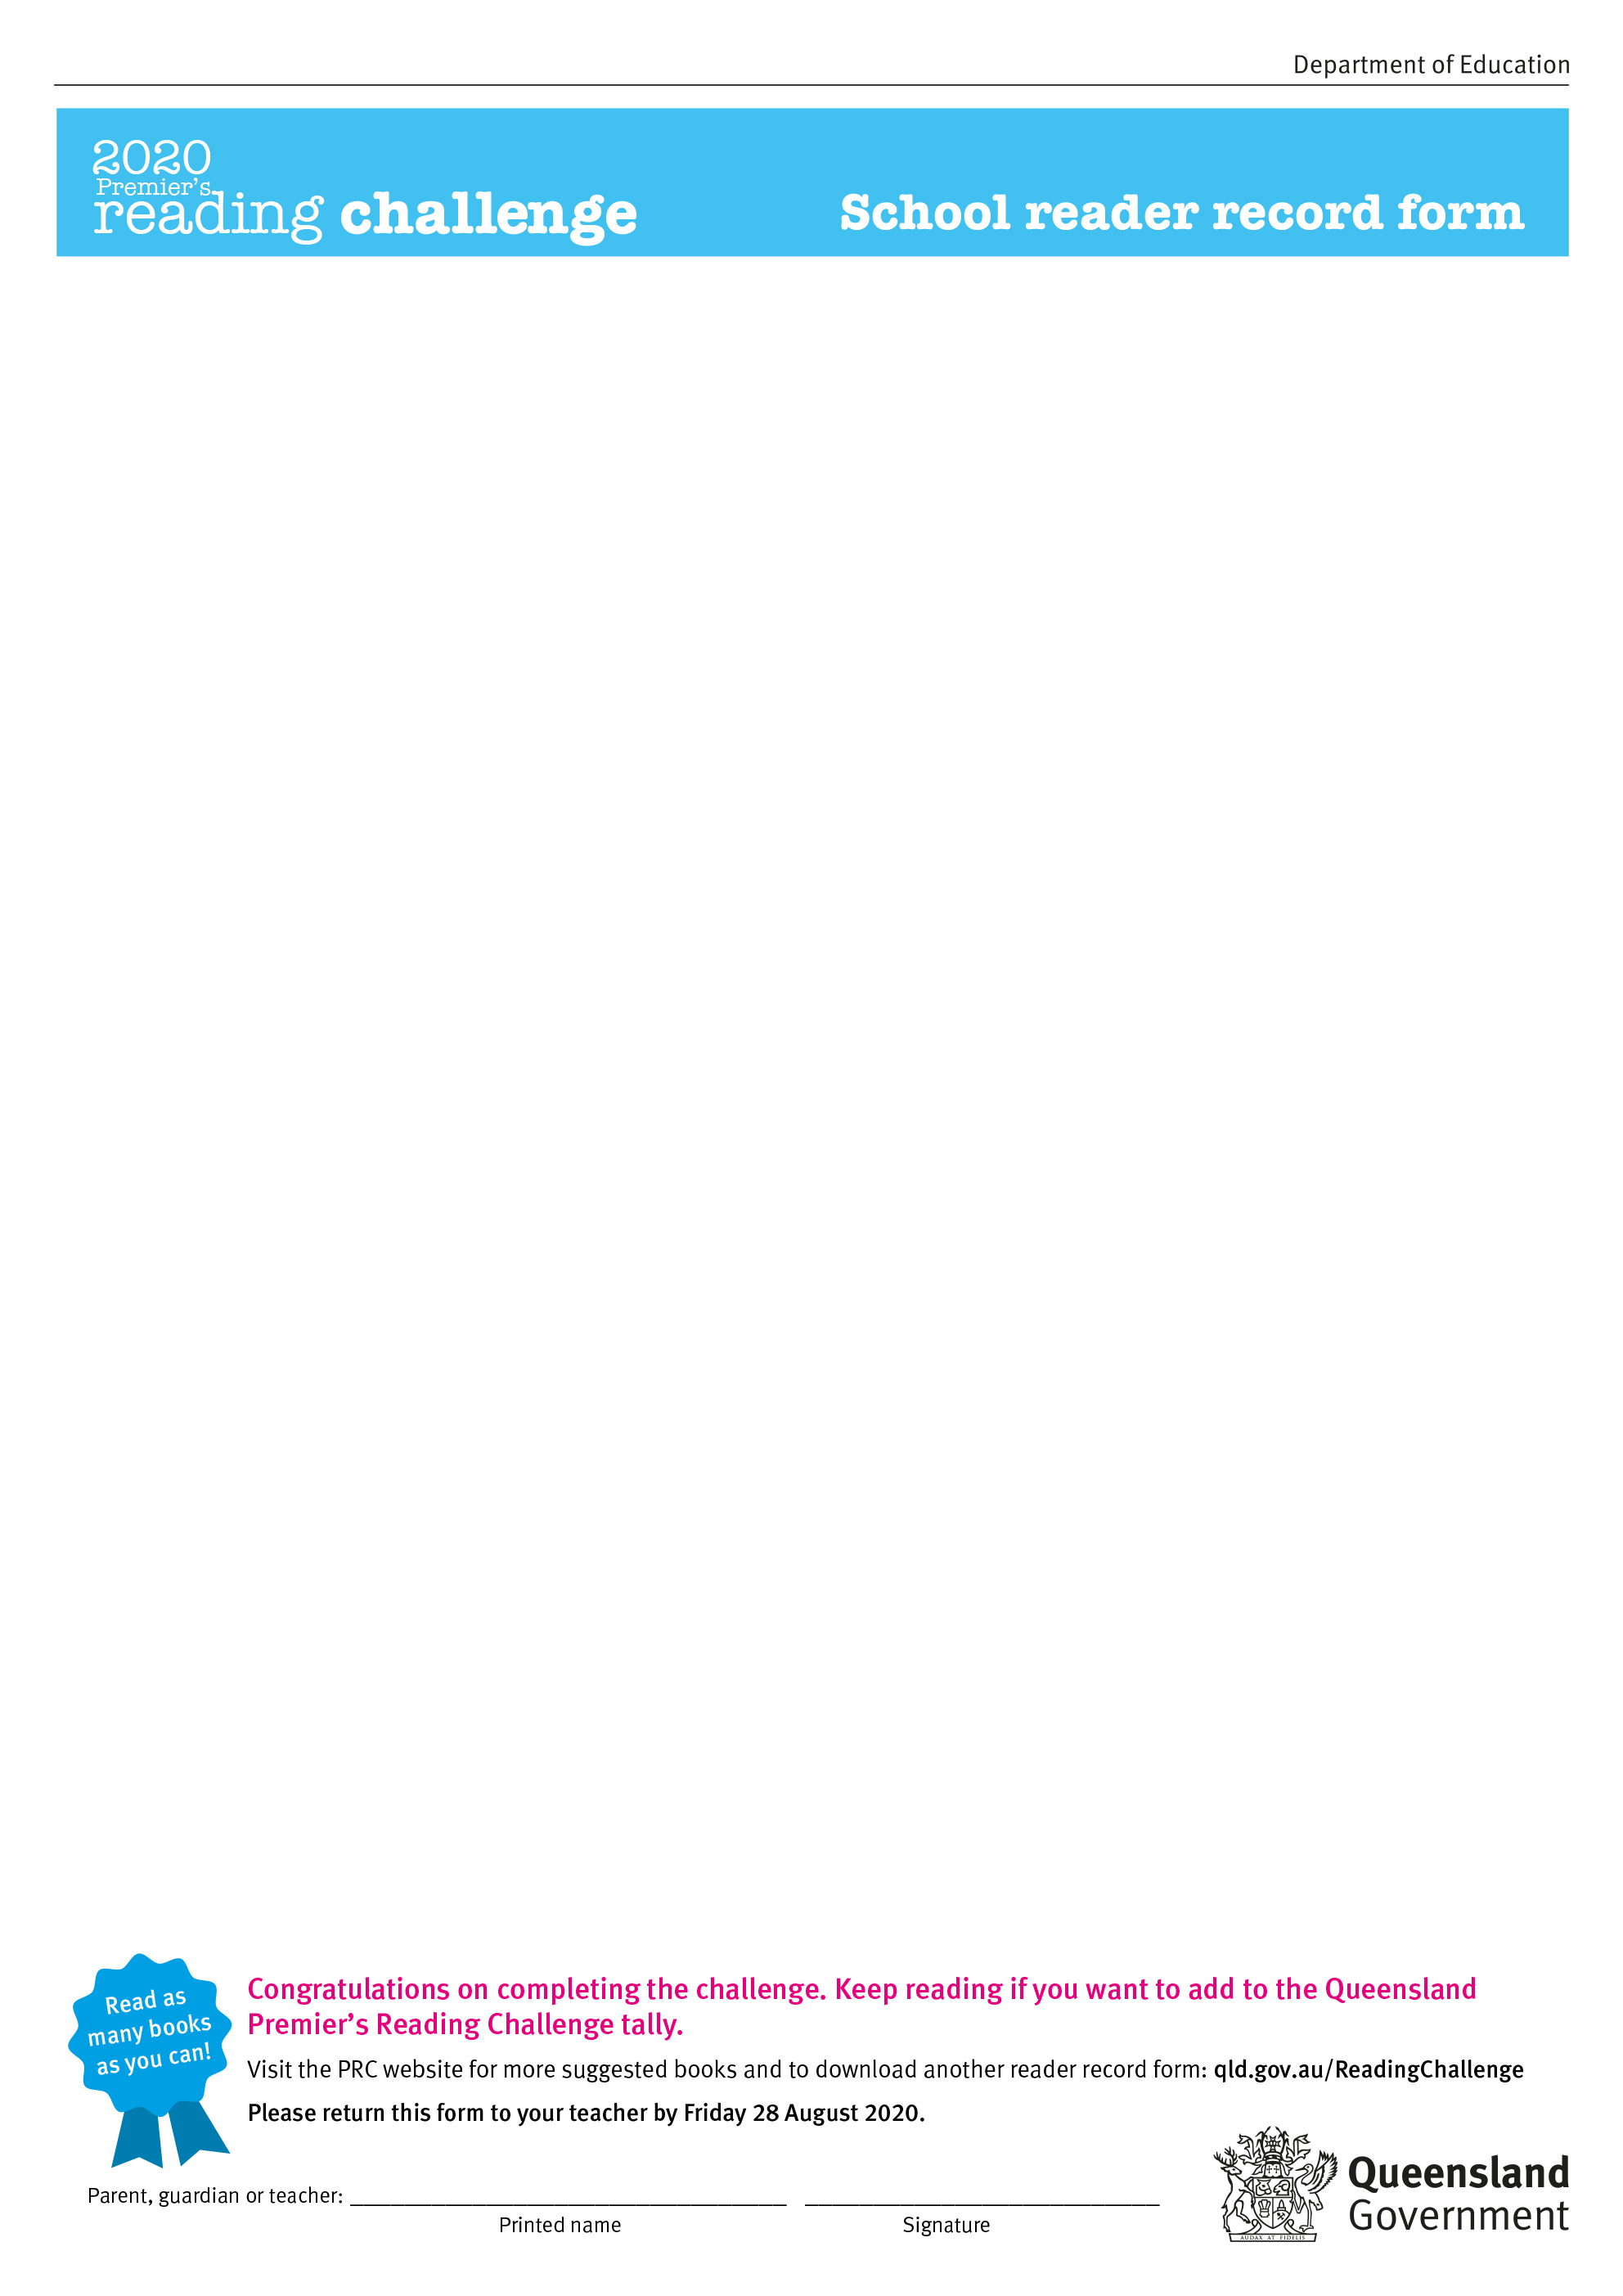 Department of Education
2020
Premier's
reading challenge
School reader record form
Read as
many books
as you can!
Congratulations on completing the challenge. Keep reading if you want to add to the Queensland
Premier’s Reading Challenge tally.
Visit the PRC website for more suggested books and to download another reader record form: qld.gov.au/ReadingChallenge
Please return this form to your teacher by Friday 28 August 2020.
Parent, guardian or teacher:
Printed name
Signature
AUDAX AT FIDELIS
Queensland
Government